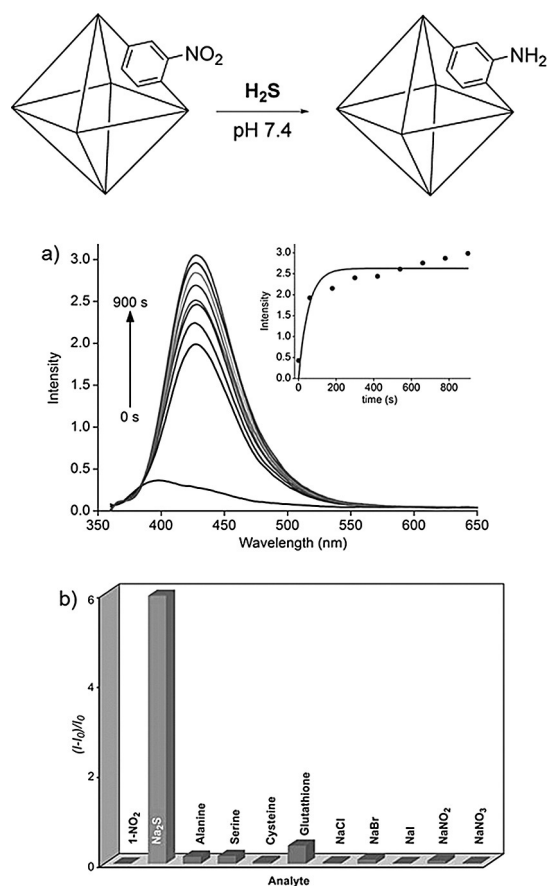 NO₂
H₂S
pH 7.4
NH₂
a)
3.0
2.5
2.0
1.5
1.0
0.5
0.0
350
400
450
500
550
600
650
Intensity
Wavelength (nm)
900 s
0 s
3.0
2.5
2.0
1.5
1.0
0.5
0.0
0
200
400
600
800
Intensity
time (s)
b)
6
4
2
0
(I-I₀)/I₀
1-NO₂
Na₂S
Alanine
Serine
Cysteine
Glutathione
NaCl
NaBr
NaI
NaNO₂
NaNO₃
Analyte